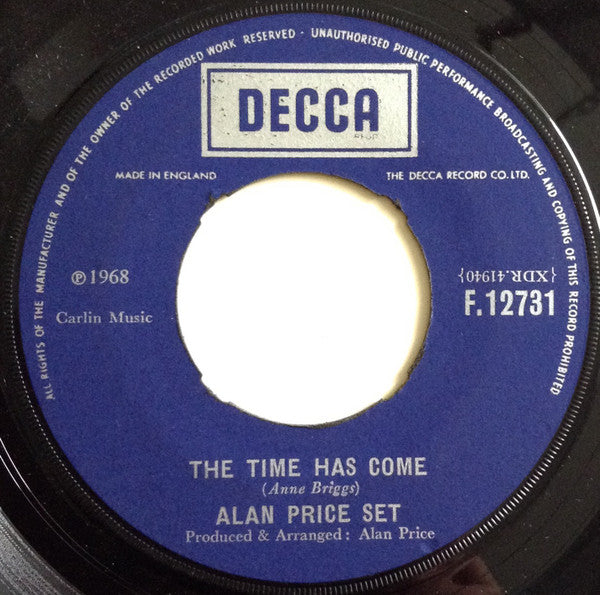 ALL RIGHTS OF THE MANUFACTURER AND OF THE OWNER OF THE RECORDED WORK RESERVED · UNAUTHORISED PUBLIC PERFORMANCE BROADCASTING AND COPYING OF THIS RECORD PROHIBITED
DECCA
MADE IN ENGLAND
THE DECCA RECORD CO. LTD.
℗1968
{XDR.41940}
Carlin Music
F.12731
THE TIME HAS COME
(Anne Briggs)
ALAN PRICE SET
Produced & Arranged: Alan Price